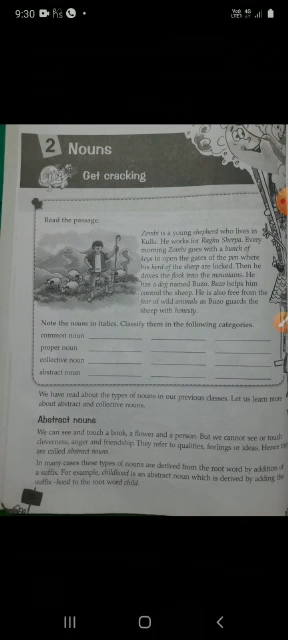 9:30
2 Nouns
Get cracking
Read the passage.
Zembi is a young shepherd who lives in
Kullu. He works for Raghu Sherpa. Every
morning Zembi goes with a bunch of
keys to open the gates of the pen where
his herd of the sheep are locked. Then he
drives the flock into the mountains. He
has a dog named Buzo. Buzo helps him
control the sheep. He is also free from the
fear of wild animals as Buzo guards the
sheep with honesty.
Note the nouns in italics. Classify them in the following categories.
common noun
proper noun
collective noun
abstract noun
We have read about the types of nouns in our previous classes. Let us learn more
about abstract and collective nouns.
Abstract nouns
We can see and touch a book, a flower and a person. But we cannot see or touch
cleverness, anger and friendship. They refer to qualities, feelings or ideas. Hence
are called abstract nouns.
In many cases these types of nouns are derived from the root word by addition of
a suffix. For example, childhood is an abstract noun which is derived by adding the
suffix -hood to the root word child.